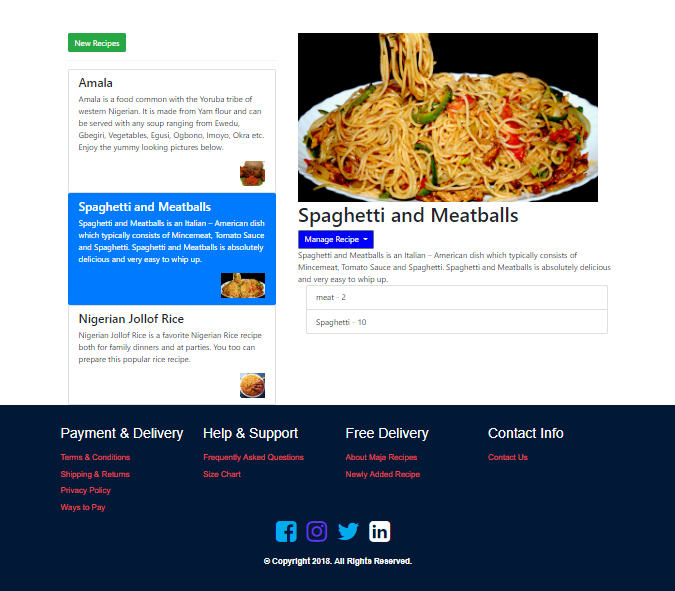 New Recipes
Amala
Amala is a food common with the Yoruba tribe of
western Nigerian. It is made from Yam flour and can
be served with any soup ranging from Ewedu,
Gbegiri, Vegetables, Egusi, Ogbono, Imoyo, Okra etc.
Enjoy the yummy looking pictures below.
Spaghetti and Meatballs
Spaghetti and Meatballs is an Italian – American dish
which typically consists of Mincemeat, Tomato Sauce
and Spaghetti. Spaghetti and Meatballs is absolutely
delicious and very easy to whip up.
Nigerian Jollof Rice
Nigerian Jollof Rice is a favorite Nigerian Rice recipe
both for family dinners and at parties. You too can
prepare this popular rice recipe.
Spaghetti and Meatballs
Manage Recipe
Spaghetti and Meatballs is an Italian – American dish which typically consists of
Mincemeat, Tomato Sauce and Spaghetti. Spaghetti and Meatballs is absolutely delicious
and very easy to whip up.
meat - 2
Spaghetti - 10
Payment & Delivery
Terms & Conditions
Shipping & Returns
Privacy Policy
Ways to Pay
Help & Support
Frequently Asked Questions
Size Chart
Free Delivery
About Maja Recipes
Newly Added Recipe
Contact Info
Contact Us
© Copyright 2018. All Rights Reserved.